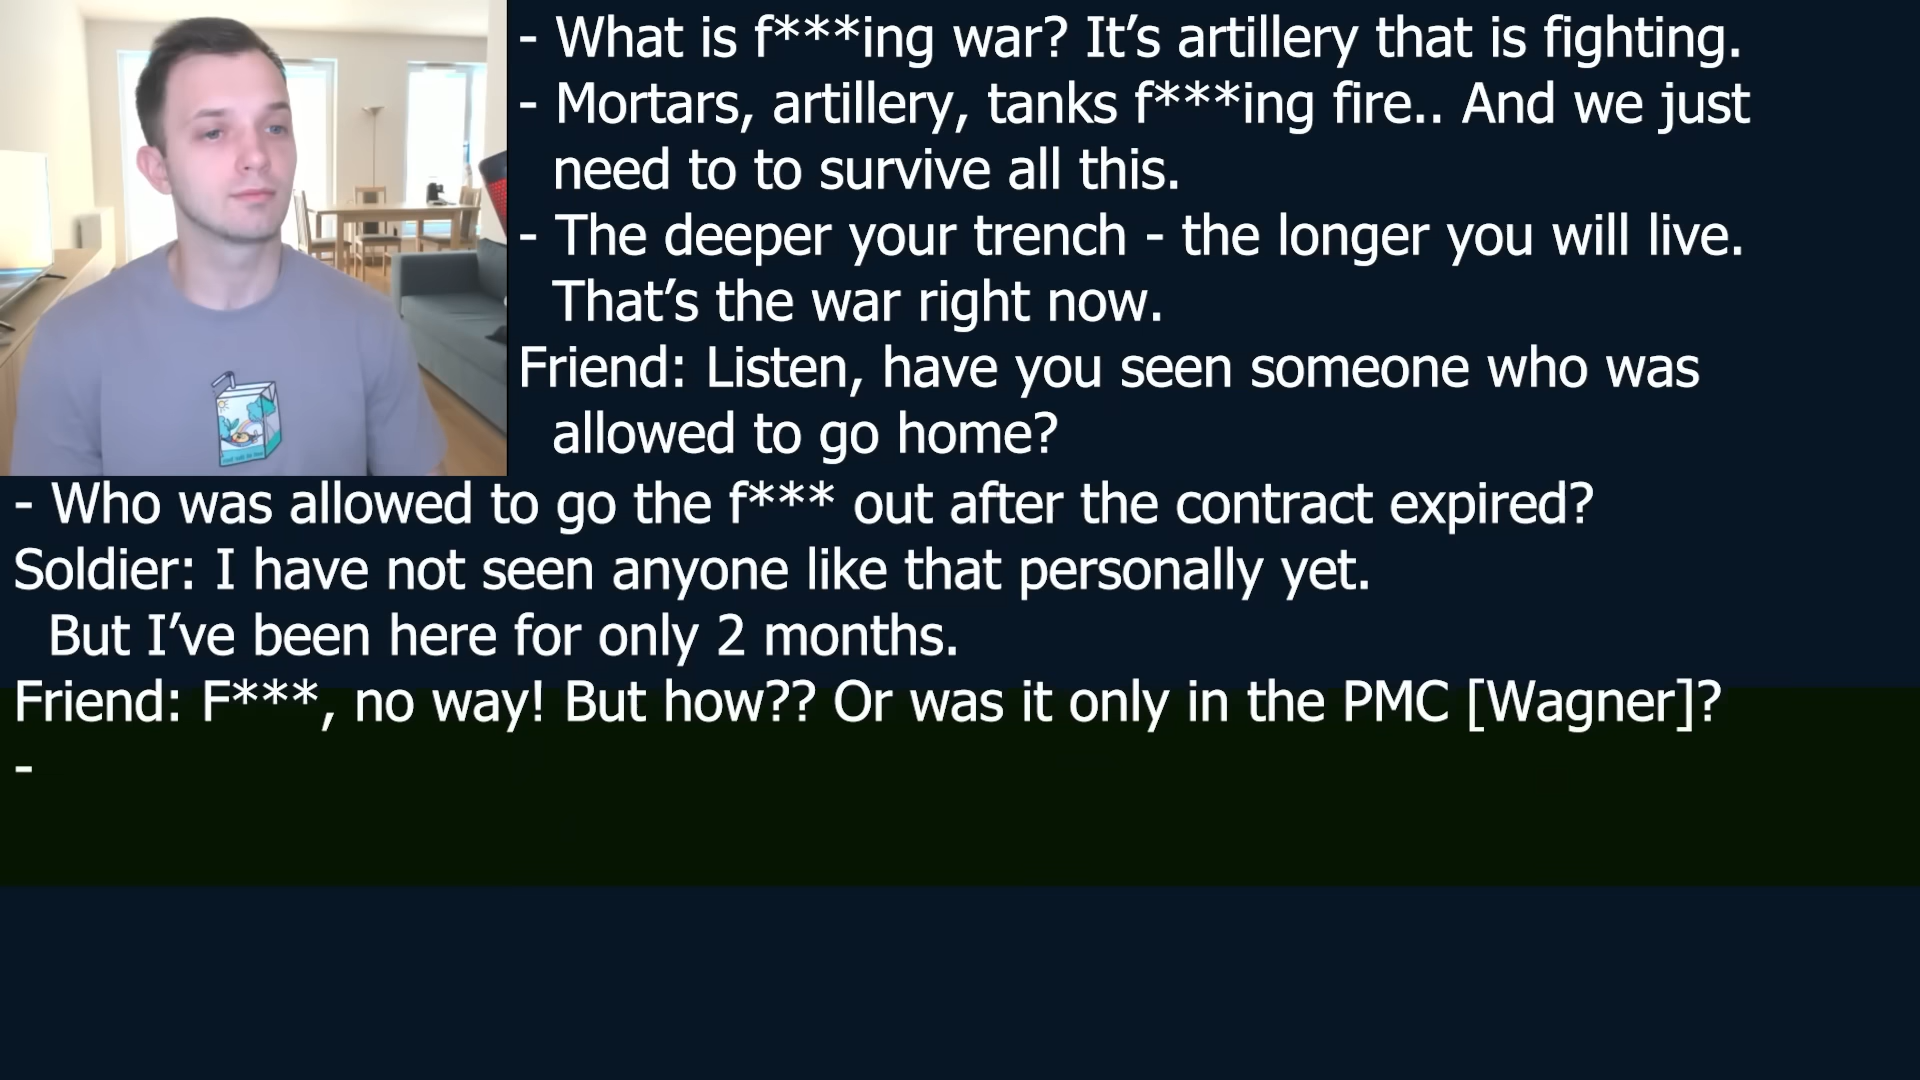 - What is f***ing war? It’s artillery that is fighting.
- Mortars, artillery, tanks f***ing fire.. And we just
need to to survive all this.
- The deeper your trench - the longer you will live.
That’s the war right now.
Friend: Listen, have you seen someone who was
allowed to go home?
- Who was allowed to go the f*** out after the contract expired?
Soldier: I have not seen anyone like that personally yet.
But I’ve been here for only 2 months.
Friend: F***, no way! But how?? Or was it only in the PMC [Wagner]?
-